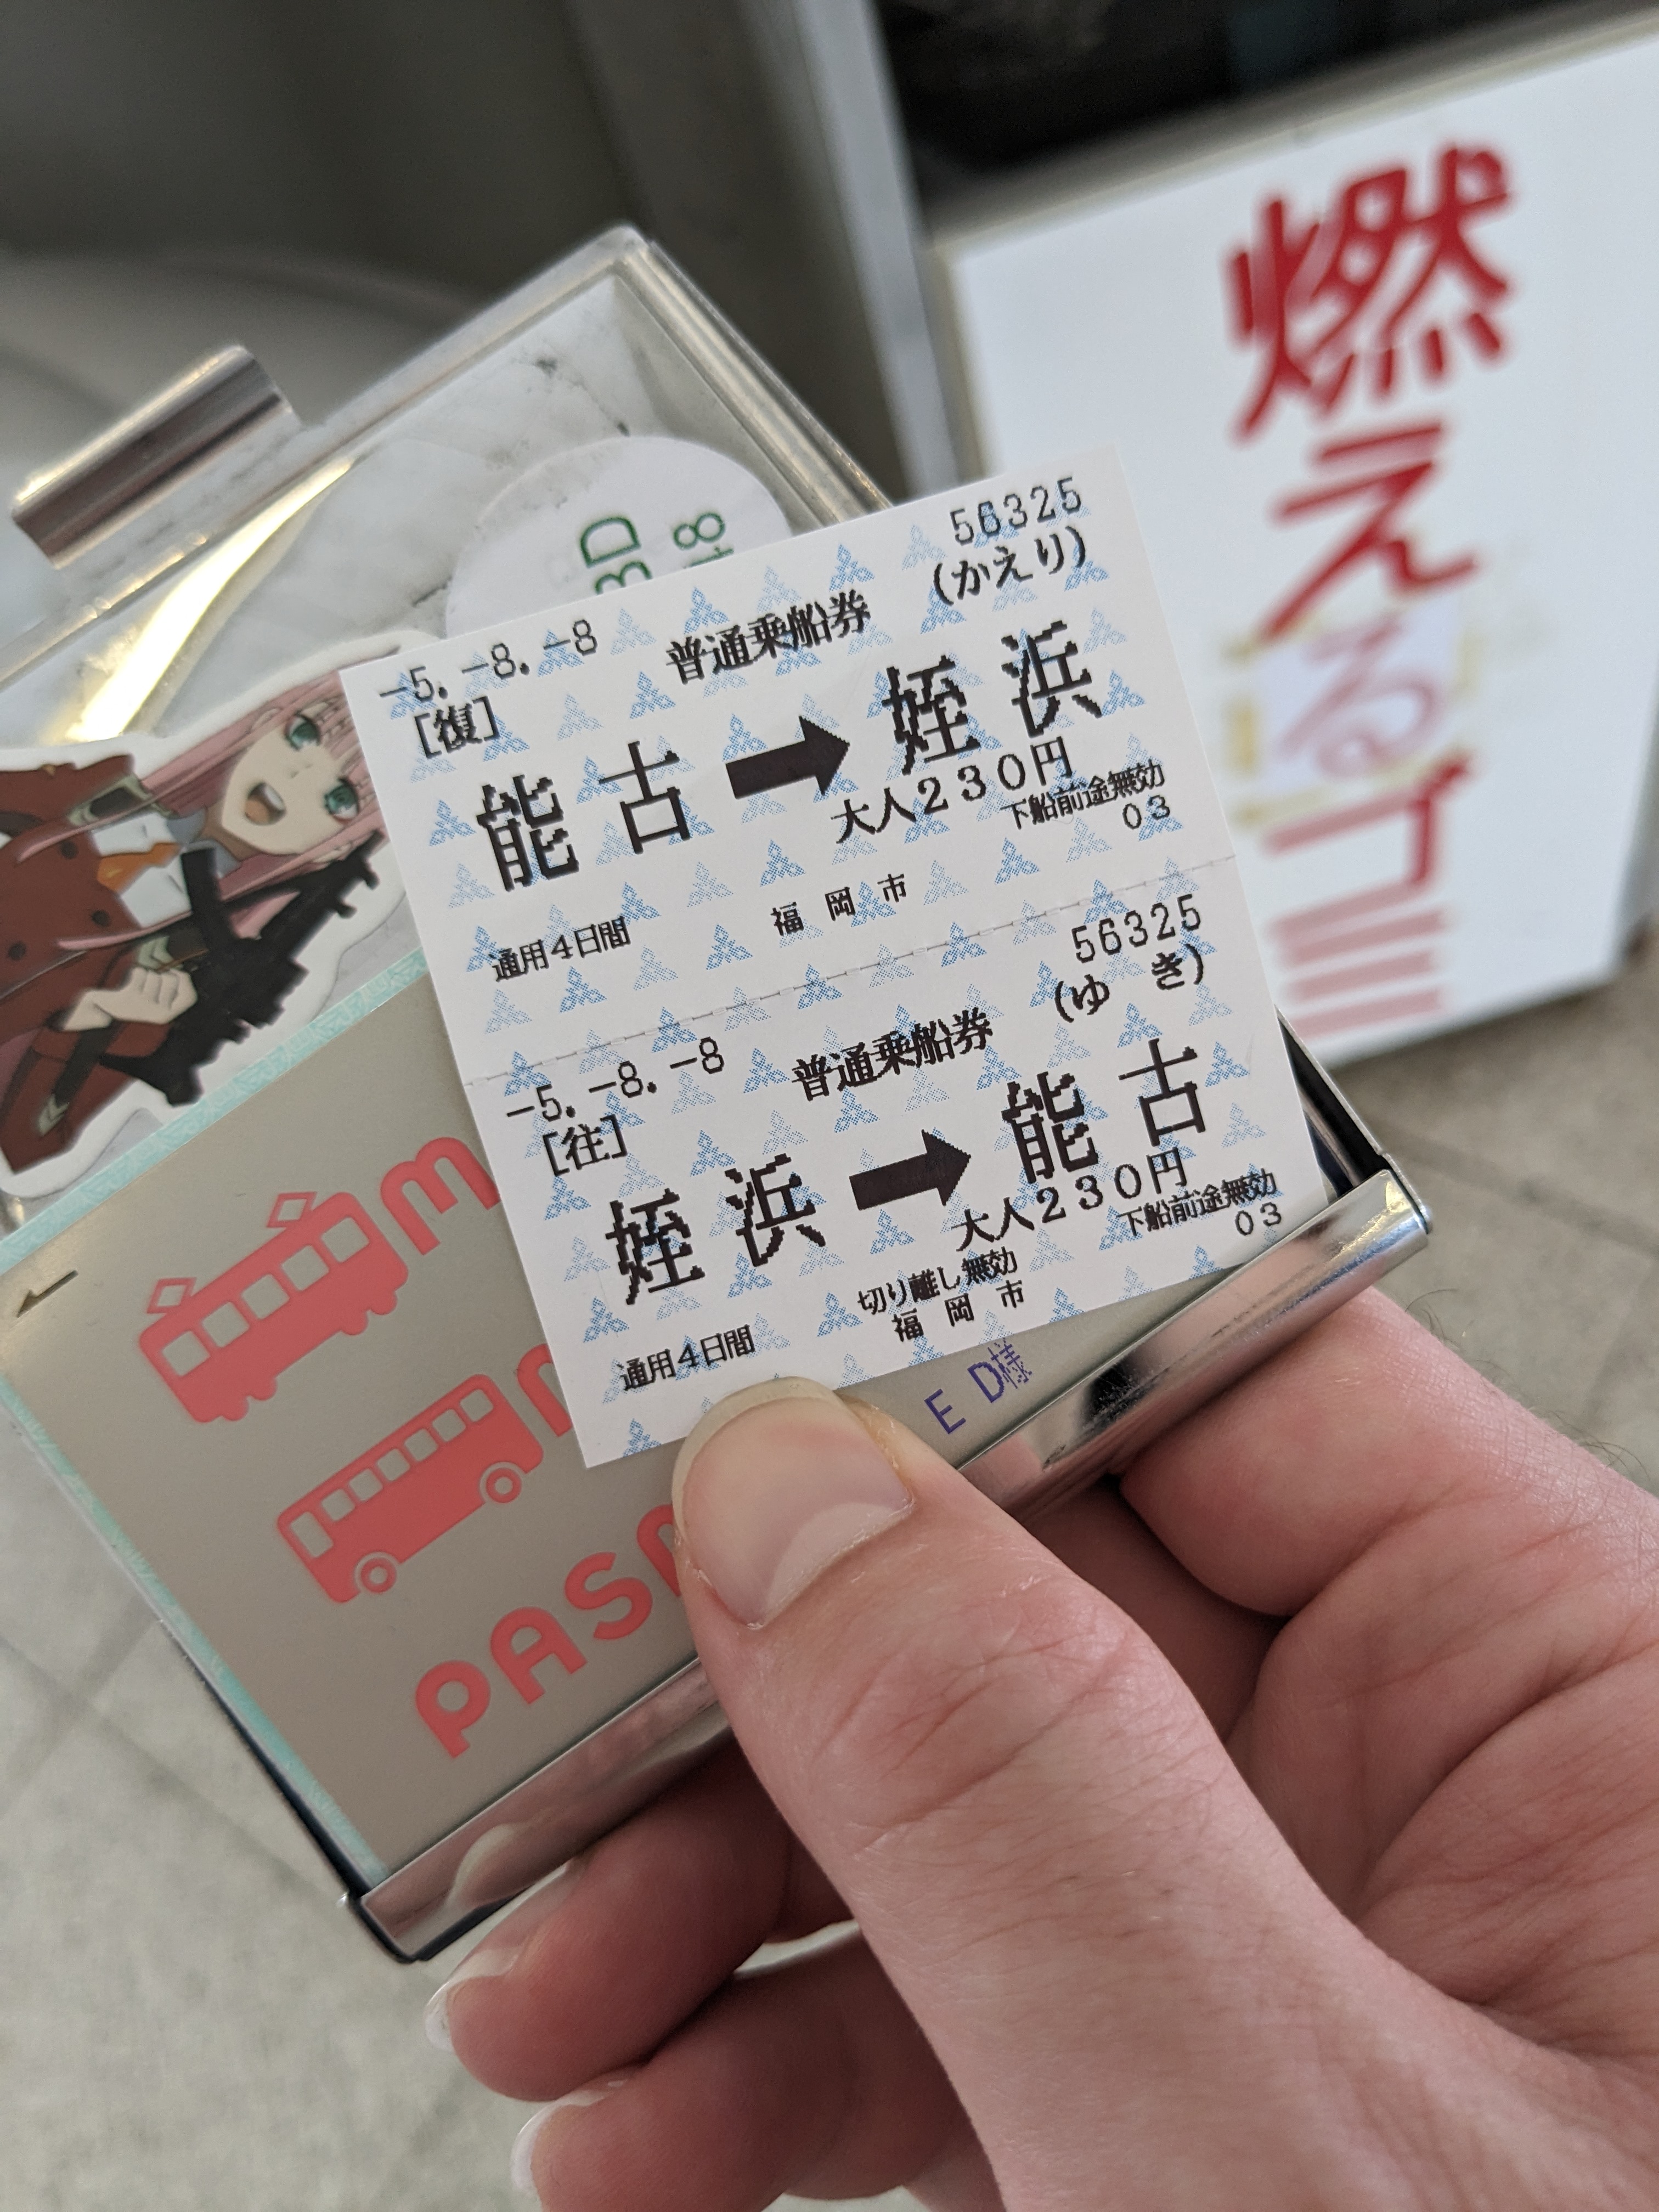 56325
(かえり)
-5.-8.-8 普通乗船券
[復]
能古➡姪浜
大人230円
下船前途無効
03
通用4日間 福岡市
56325
(ゆき)
-5.-8.-8 普通乗船券
[往]
姪浜➡能古
大人230円
下船前途無効
03
切り離し無効
通用4日間 福岡市
E D様
PASM
燃えるゴミ